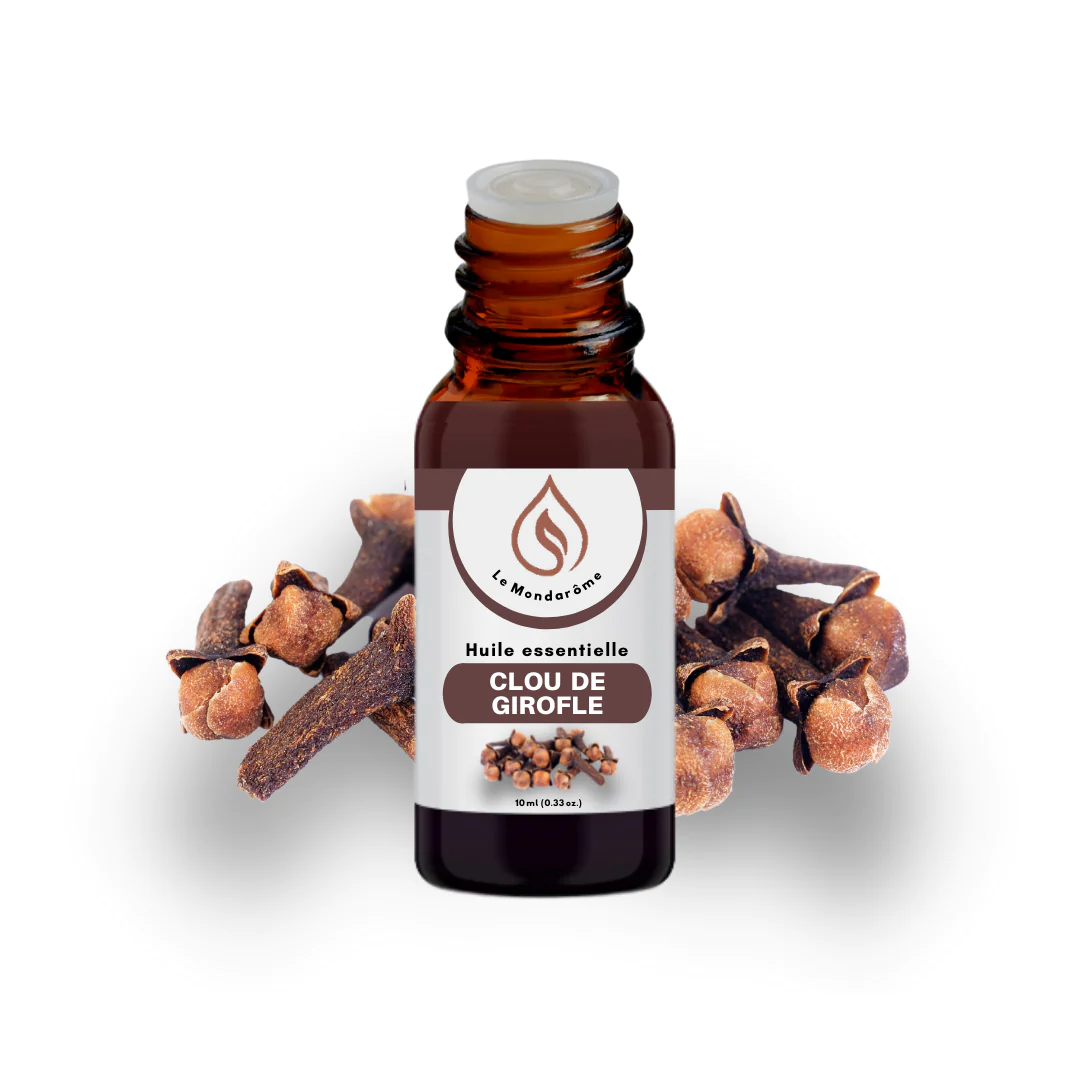 Le Mondarôme
Huile essentielle
CLOU DE
GIROFLE
10 ml (0.33 oz.)